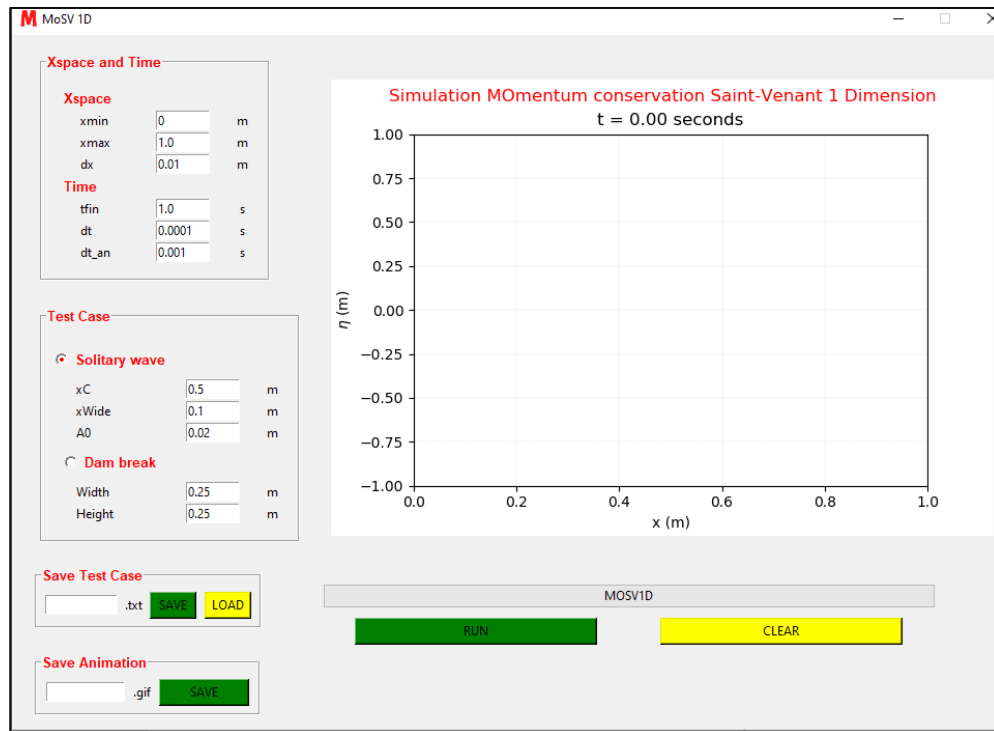 M MoSV 1D
Xspace and Time
Xspace
xmin 0 m
xmax 1.0 m
dx 0.01 m
Time
tfin 1.0 s
dt 0.0001 s
dt_an 0.001 s
Test Case
Solitary wave
xC 0.5 m
xWide 0.1 m
A0 0.02 m
Dam break
Width 0.25 m
Height 0.25 m
Save Test Case
.txt SAVE LOAD
Save Animation
.gif SAVE
Simulation MOmentum conservation Saint-Venant 1 Dimension
t = 0.00 seconds
η (m)
1.00
0.75
0.50
0.25
0.00
−0.25
−0.50
−0.75
−1.00
0.0 0.2 0.4 0.6 0.8 1.0
x (m)
MOSV1D
RUN CLEAR